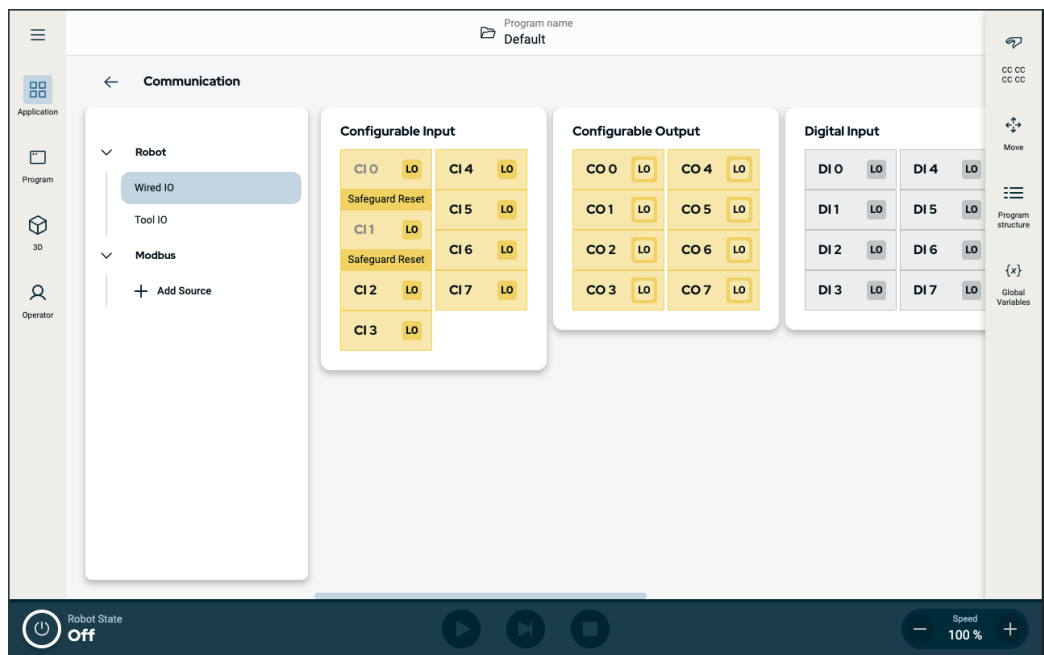 Program name
Default
Application
Program
3D
Operator
Communication
Robot
Wired IO
Tool IO
Modbus
Add Source
Configurable Input
CI 0 LO CI 4 LO
Safeguard Reset
CI 5 LO
CI 1 LO
CI 6 LO
Safeguard Reset
CI 2 LO CI 7 LO
CI 3 LO
Configurable Output
CO 0 LO CO 4 LO
CO 1 LO CO 5 LO
CO 2 LO CO 6 LO
CO 3 LO CO 7 LO
Digital Input
DI 0 LO DI 4 LO
DI 1 LO DI 5 LO
DI 2 LO DI 6 LO
DI 3 LO DI 7 LO
CC CC
CC CC
Move
Program
structure
{x}
Global
Variables
Robot State
Off
Speed
100 %